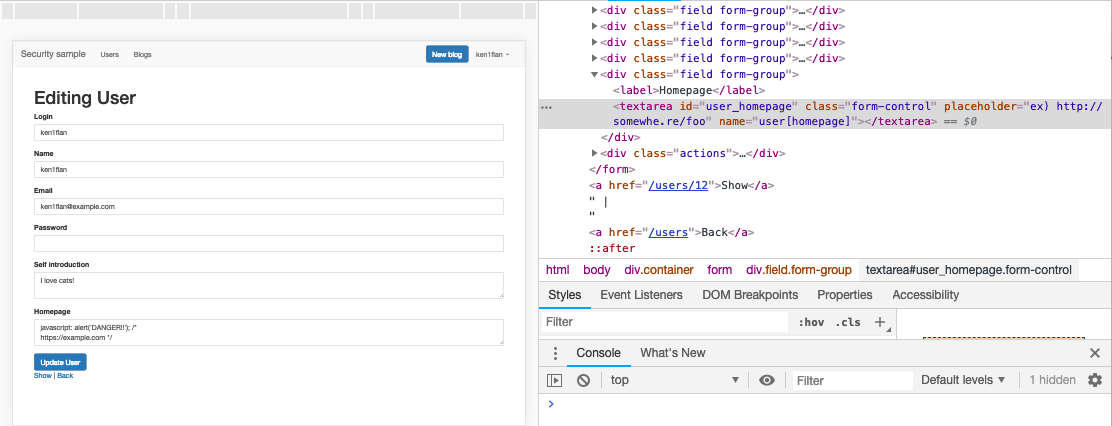 Security sample Users Blogs New blog ken1flan
Editing User
Login
ken1flan
Name
ken1flan
Email
ken1flan@example.com
Password
Self introduction
I love cats!
Homepage
javascript: alert('DANGER!!'); /*
https://example.com */
Update User
Show | Back
<div class="field form-group">…</div>
<div class="field form-group">…</div>
<div class="field form-group">…</div>
<div class="field form-group">…</div>
<div class="field form-group">
<label>Homepage</label>
<textarea id="user_homepage" class="form-control" placeholder="ex) http://
somewhe.re/foo" name="user[homepage]"></textarea> == $0
</div>
<div class="actions">…</div>
</form>
<a href="/users/12">Show</a>
" |
"
<a href="/users">Back</a>
::after
html body div.container form div.field.form-group textarea#user_homepage.form-control
Styles Event Listeners DOM Breakpoints Properties Accessibility
Filter :hov .cls +
Console What's New
top Filter Default levels 1 hidden